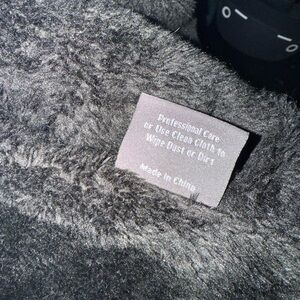 Professional Care
or Use Clean Cloth to
Wipe Dust or Dirt
Made in China